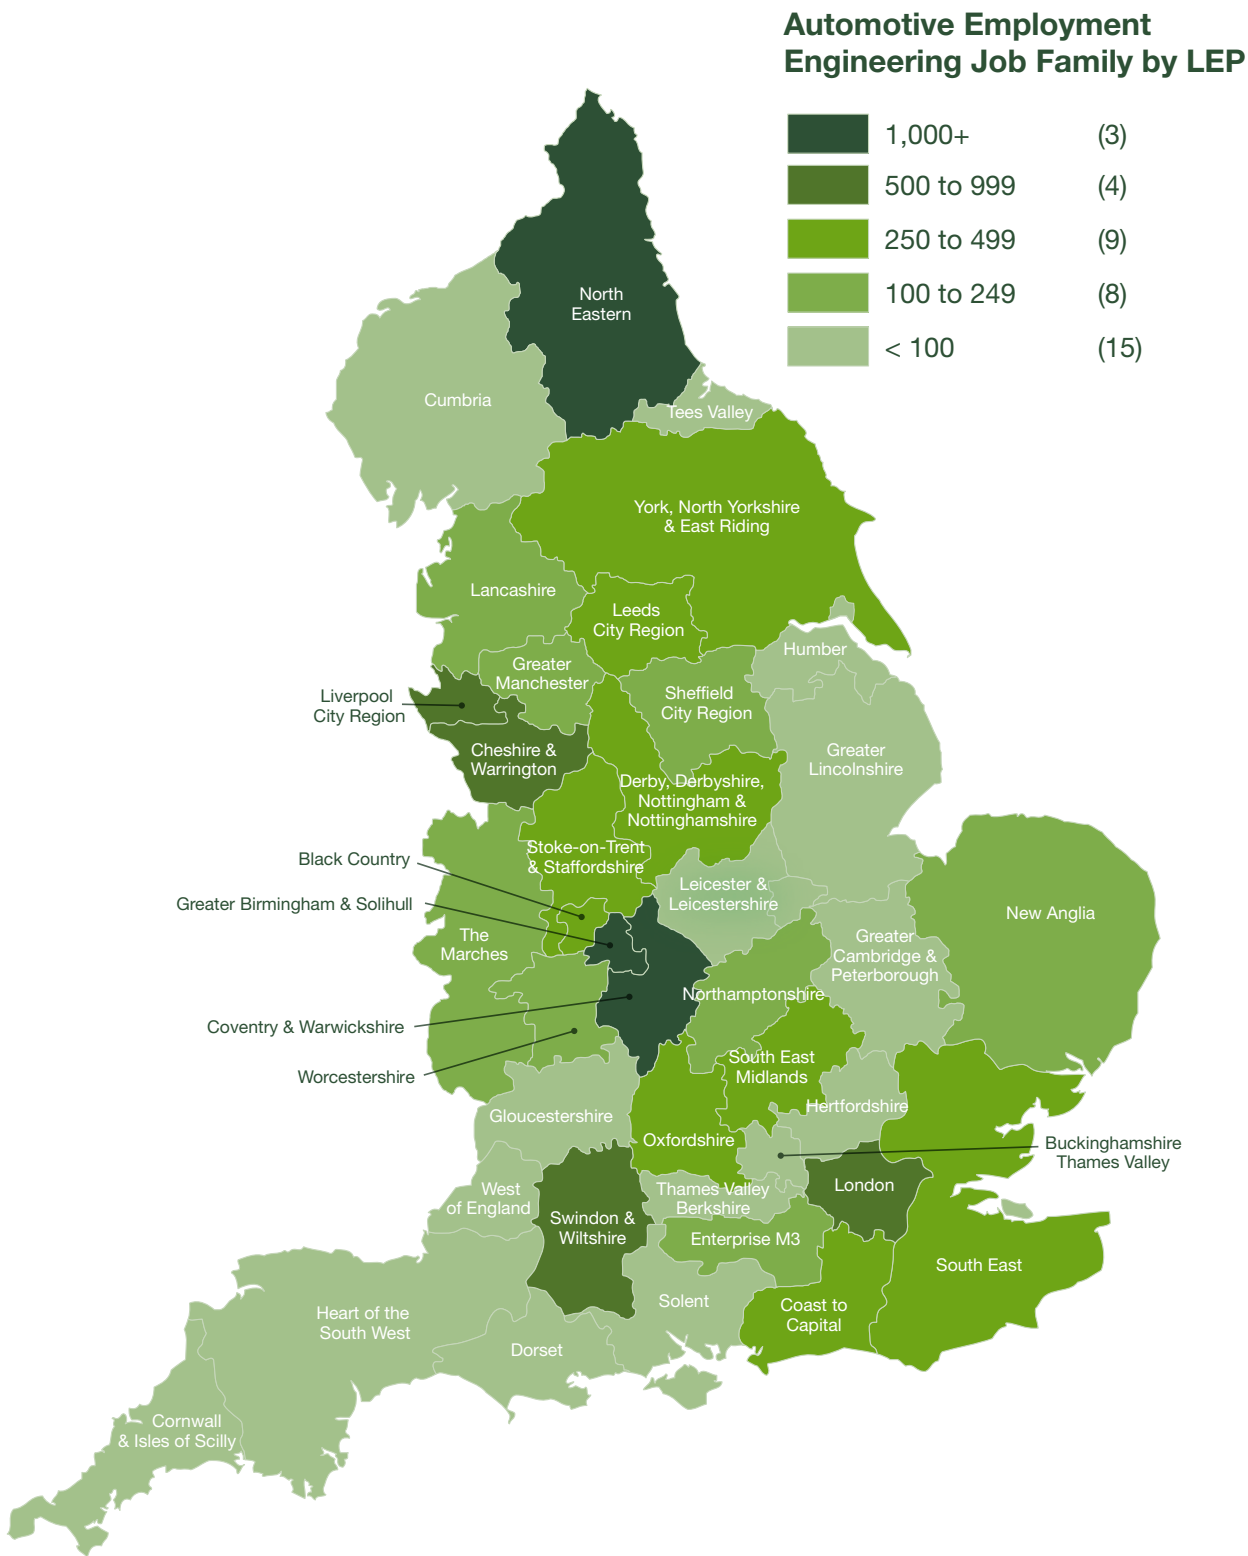 Automotive Employment
Engineering Job Family by LEP
1,000+ (3)
500 to 999 (4)
250 to 499 (9)
100 to 249 (8)
< 100 (15)
North
Eastern
Cumbria
Tees Valley
York, North Yorkshire
& East Riding
Lancashire
Leeds
City Region
Humber
Greater
Manchester
Liverpool
City Region
Sheffield
City Region
Cheshire &
Warrington
Greater
Lincolnshire
Derby, Derbyshire,
Nottingham &
Nottinghamshire
Stoke-on-Trent
& Staffordshire
Black Country
Leicester &
Leicestershire
Greater Birmingham & Solihull
New Anglia
The
Marches
Greater
Cambridge &
Peterborough
Northamptonshire
Coventry & Warwickshire
South East
Midlands
Worcestershire
Hertfordshire
Gloucestershire
Oxfordshire
Buckinghamshire
Thames Valley
London
West
of England
Thames Valley
Berkshire
Swindon &
Wiltshire
Enterprise M3
South East
Solent
Coast to
Capital
Heart of the
South West
Dorset
Cornwall
& Isles of Scilly